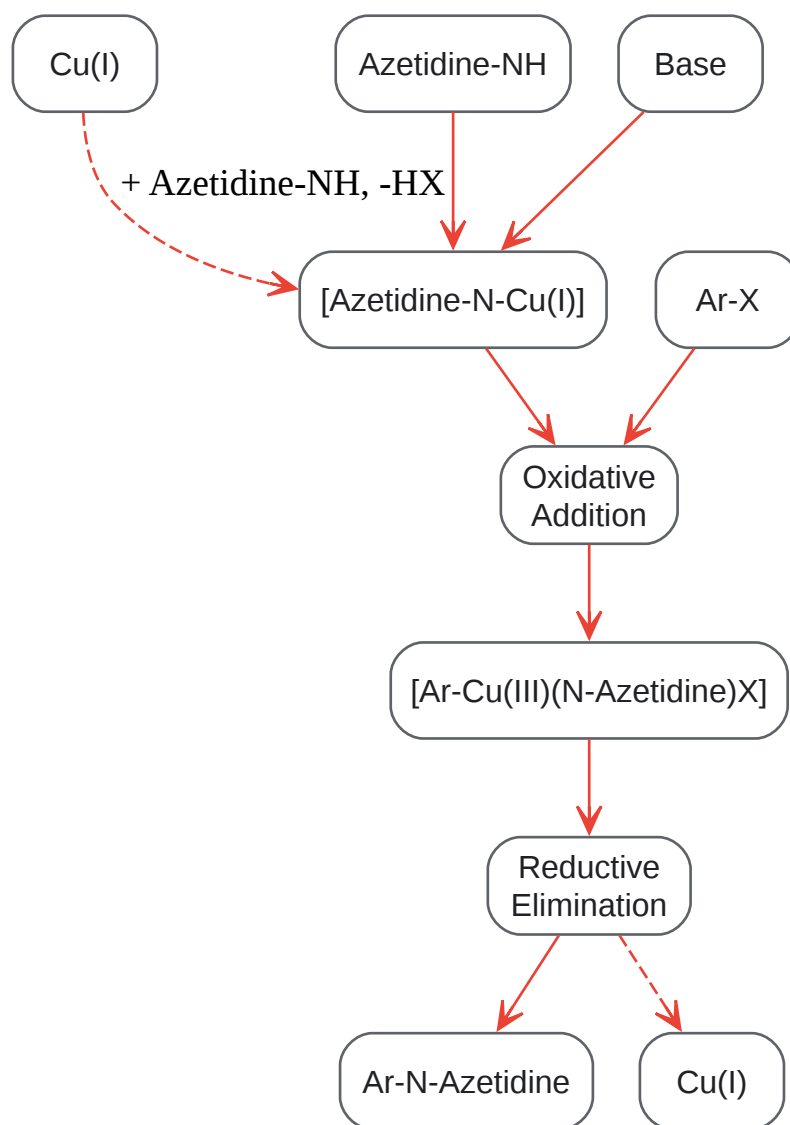 Cu(I)
Azetidine-NH
Base
+ Azetidine-NH, -HX
[Azetidine-N-Cu(I)]
Ar-X
Oxidative
Addition
[Ar-Cu(III)(N-Azetidine)X]
Reductive
Elimination
Ar-N-Azetidine
Cu(I)